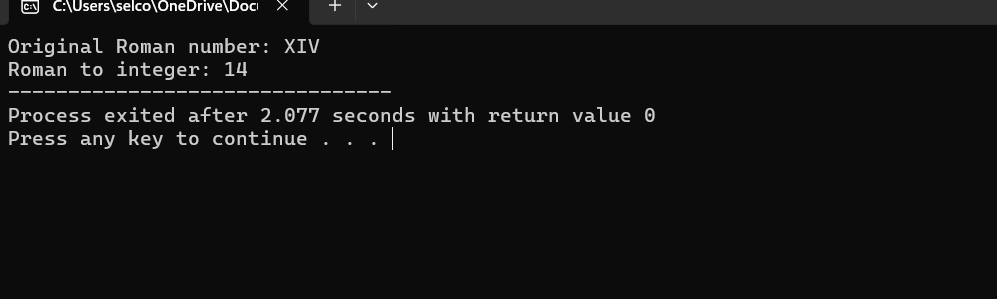 C:\Users\selco\OneDrive\Doc
Original Roman number: XIV
Roman to integer: 14
--------------------------------
Process exited after 2.077 seconds with return value 0
Press any key to continue . . .